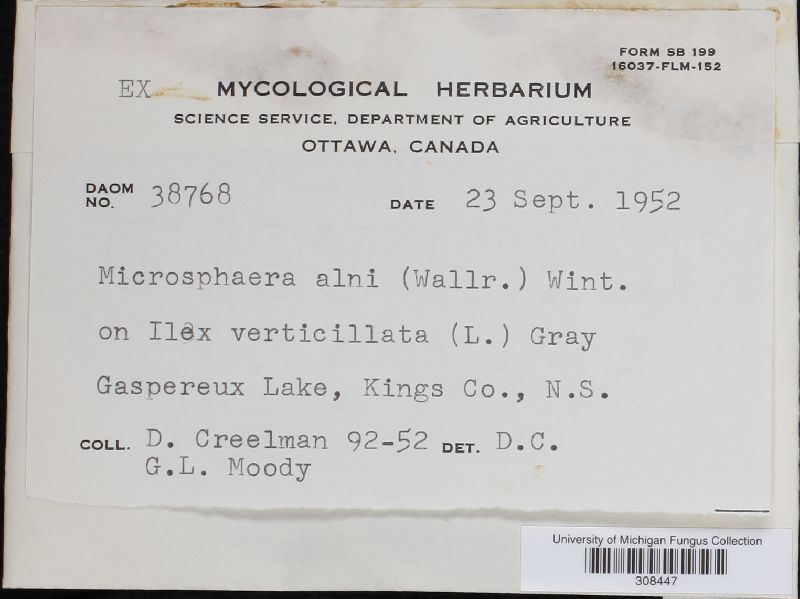 FORM SB 199
16037-FLM-152
EX MYCOLOGICAL HERBARIUM
SCIENCE SERVICE, DEPARTMENT OF AGRICULTURE
OTTAWA, CANADA
DAOM NO. 38768 DATE 23 Sept. 1952
Microsphaera alni (Wallr.) Wint.
on Ilex verticillata (L.) Gray
Gaspereux Lake, Kings Co., N.S.
COLL. D. Creelman 92-52 DET. D.C.
G.L. Moody
University of Michigan Fungus Collection
308447